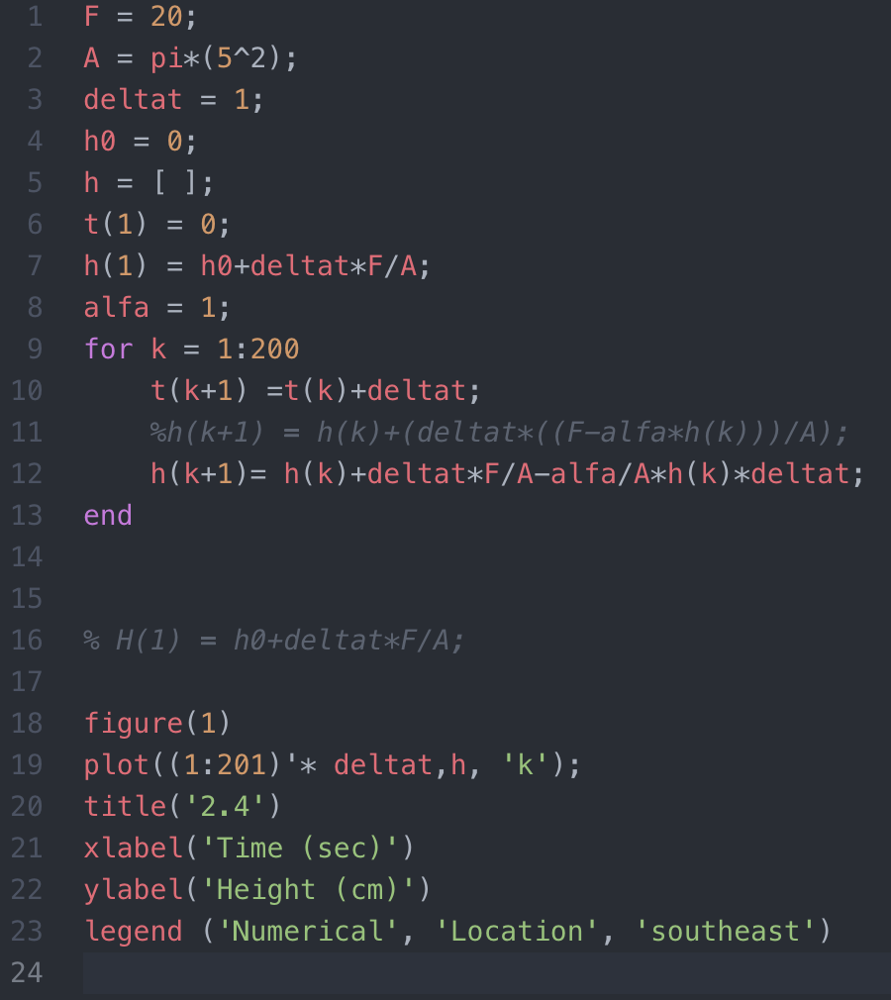 1 F = 20;
2 A = pi*(5^2);
3 deltat = 1;
4 h0 = 0;
5 h = [ ];
6 t(1) = 0;
7 h(1) = h0+deltat*F/A;
8 alfa = 1;
9 for k = 1:200
10     t(k+1) =t(k)+deltat;
11     %h(k+1) = h(k)+(deltat*((F-alfa*h(k)))/A);
12     h(k+1)= h(k)+deltat*F/A-alfa/A*h(k)*deltat;
13 end
14
15
16 % H(1) = h0+deltat*F/A;
17
18 figure(1)
19 plot((1:201)'* deltat,h, 'k');
20 title('2.4')
21 xlabel('Time (sec)')
22 ylabel('Height (cm)')
23 legend ('Numerical', 'Location', 'southeast')
24